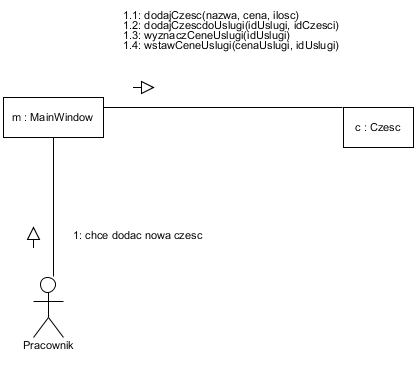 1.1: dodajCzesc(nazwa, cena, ilosc)
1.2: dodajCzescdoUslugi(idUslugi, idCzesci)
1.3: wyznaczCeneUslugi(idUslugi)
1.4: wstawCeneUslugi(cenaUslugi, idUslugi)
m : MainWindow
c : Czesc
1: chce dodac nowa czesc
Pracownik